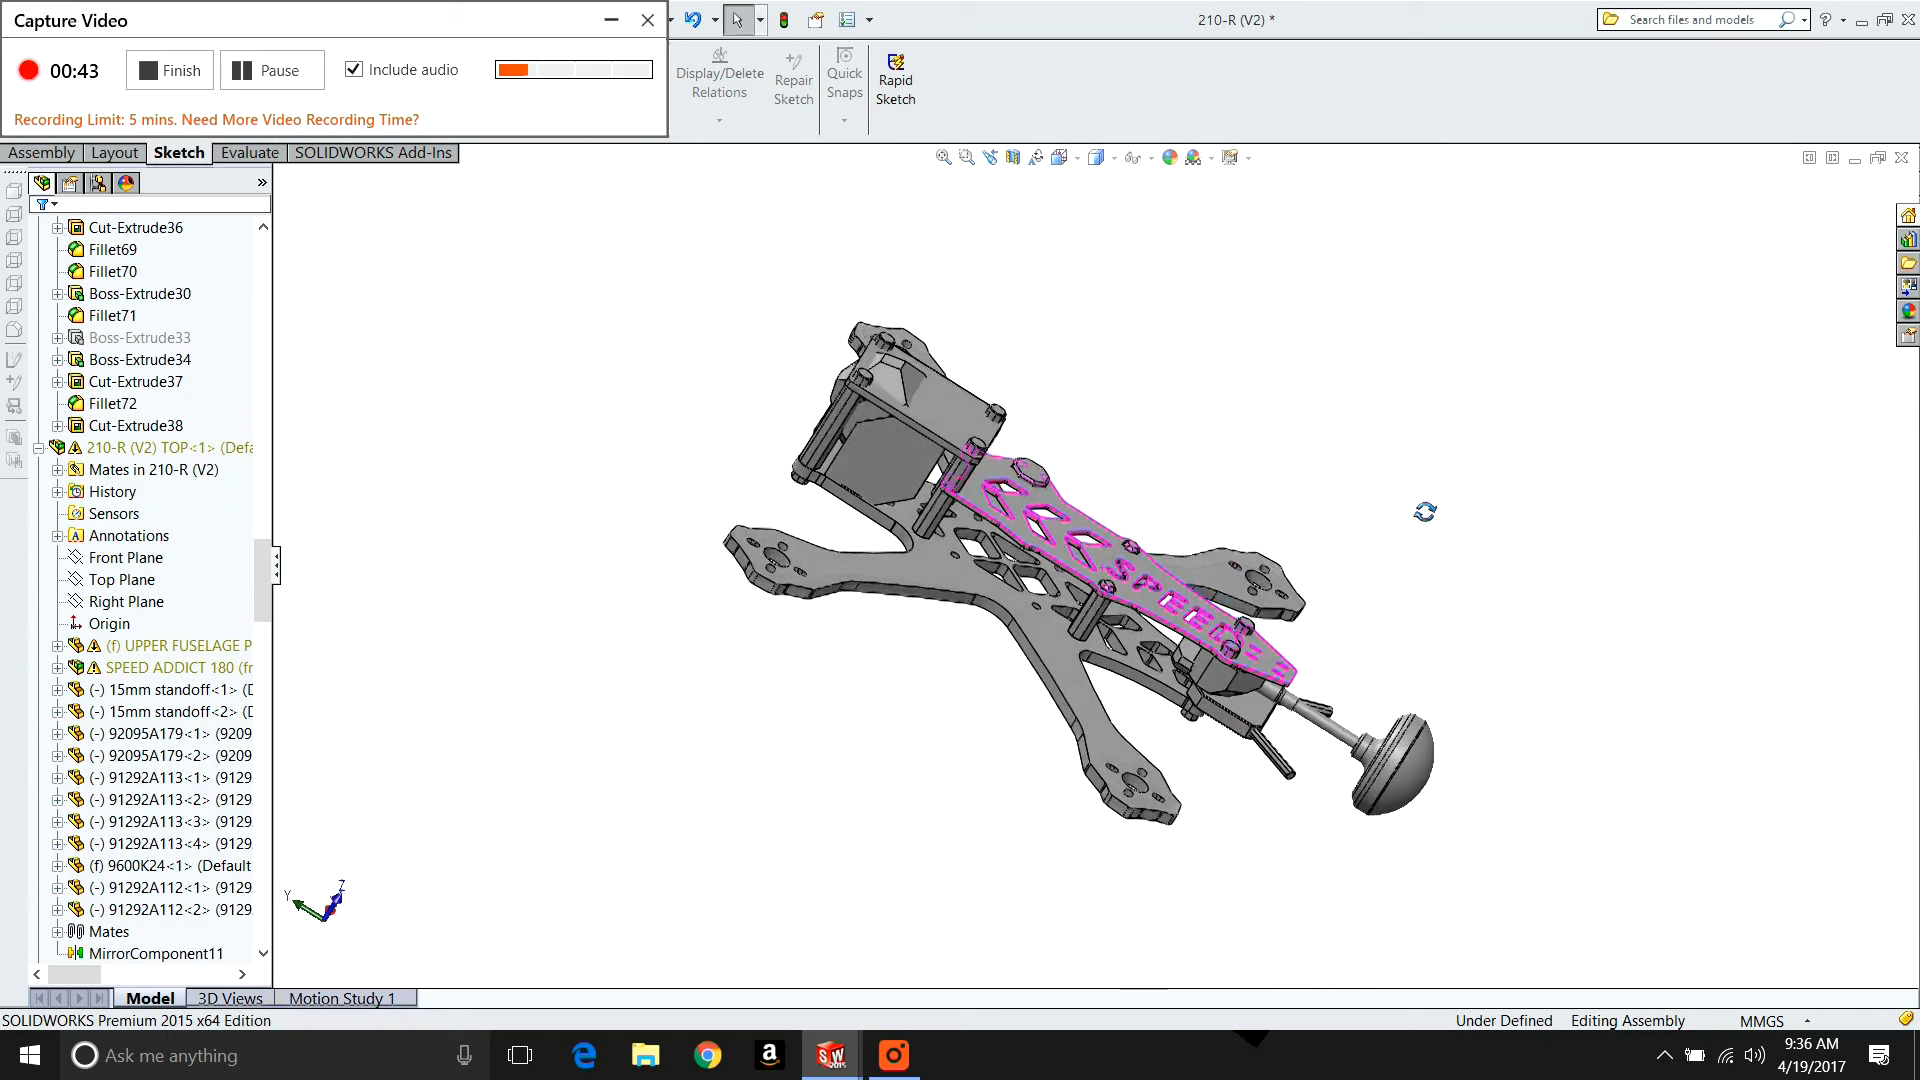 Capture Video
210-R (V2) *
Search files and models
00:43
Finish
Pause
Include audio
Recording Limit: 5 mins. Need More Video Recording Time?
Display/Delete
Relations
Repair
Sketch
Quick
Snaps
Rapid
Sketch
Assembly
Layout
Sketch
Evaluate
SOLIDWORKS Add-Ins
Cut-Extrude36
Fillet69
Fillet70
Boss-Extrude30
Fillet71
Boss-Extrude33
Boss-Extrude34
Cut-Extrude37
Fillet72
Cut-Extrude38
210-R (V2) TOP<1> (Defa
Mates in 210-R (V2)
History
Sensors
Annotations
Front Plane
Top Plane
Right Plane
Origin
(f) UPPER FUSELAGE P
SPEED ADDICT 180 (fr
(-) 15mm standoff<1> (D
(-) 15mm standoff<2> (D
(-) 92095A179<1> (9209
(-) 92095A179<2> (9209
(-) 91292A113<1> (9129
(-) 91292A113<2> (9129
(-) 91292A113<3> (9129
(-) 91292A113<4> (9129
(f) 9600K24<1> (Default
(-) 91292A112<1> (9129
(-) 91292A112<2> (9129
Mates
MirrorComponent11
SPEED
Y
Z
Model
3D Views
Motion Study 1
SOLIDWORKS Premium 2015 x64 Edition
Under Defined
Editing Assembly
MMGS
Ask me anything
SW
2015
9:36 AM
4/19/2017